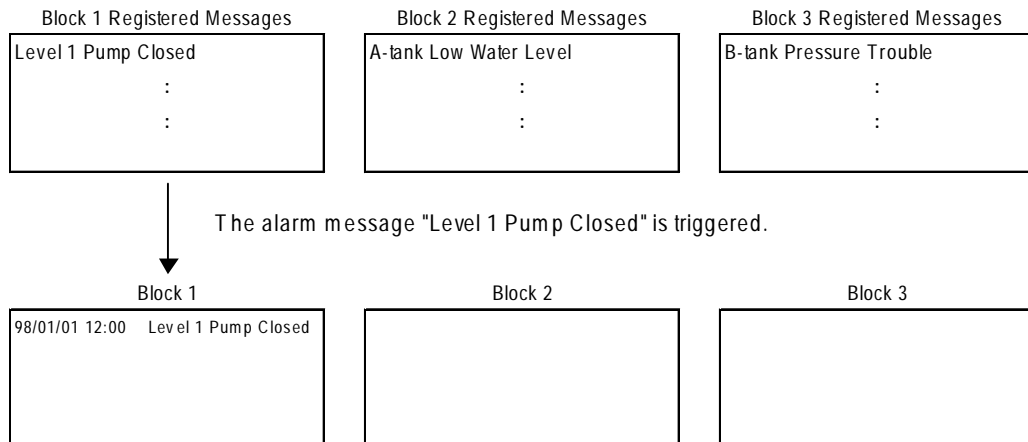 Block 1 Registered Messages
Block 2 Registered Messages
Block 3 Registered Messages
Level 1 Pump Closed
:
:
A-tank Low Water Level
:
:
B-tank Pressure Trouble
:
:
The alarm message "Level 1 Pump Closed" is triggered.
Block 1
Block 2
Block 3
98/01/01 12:00 Level 1 Pump Closed